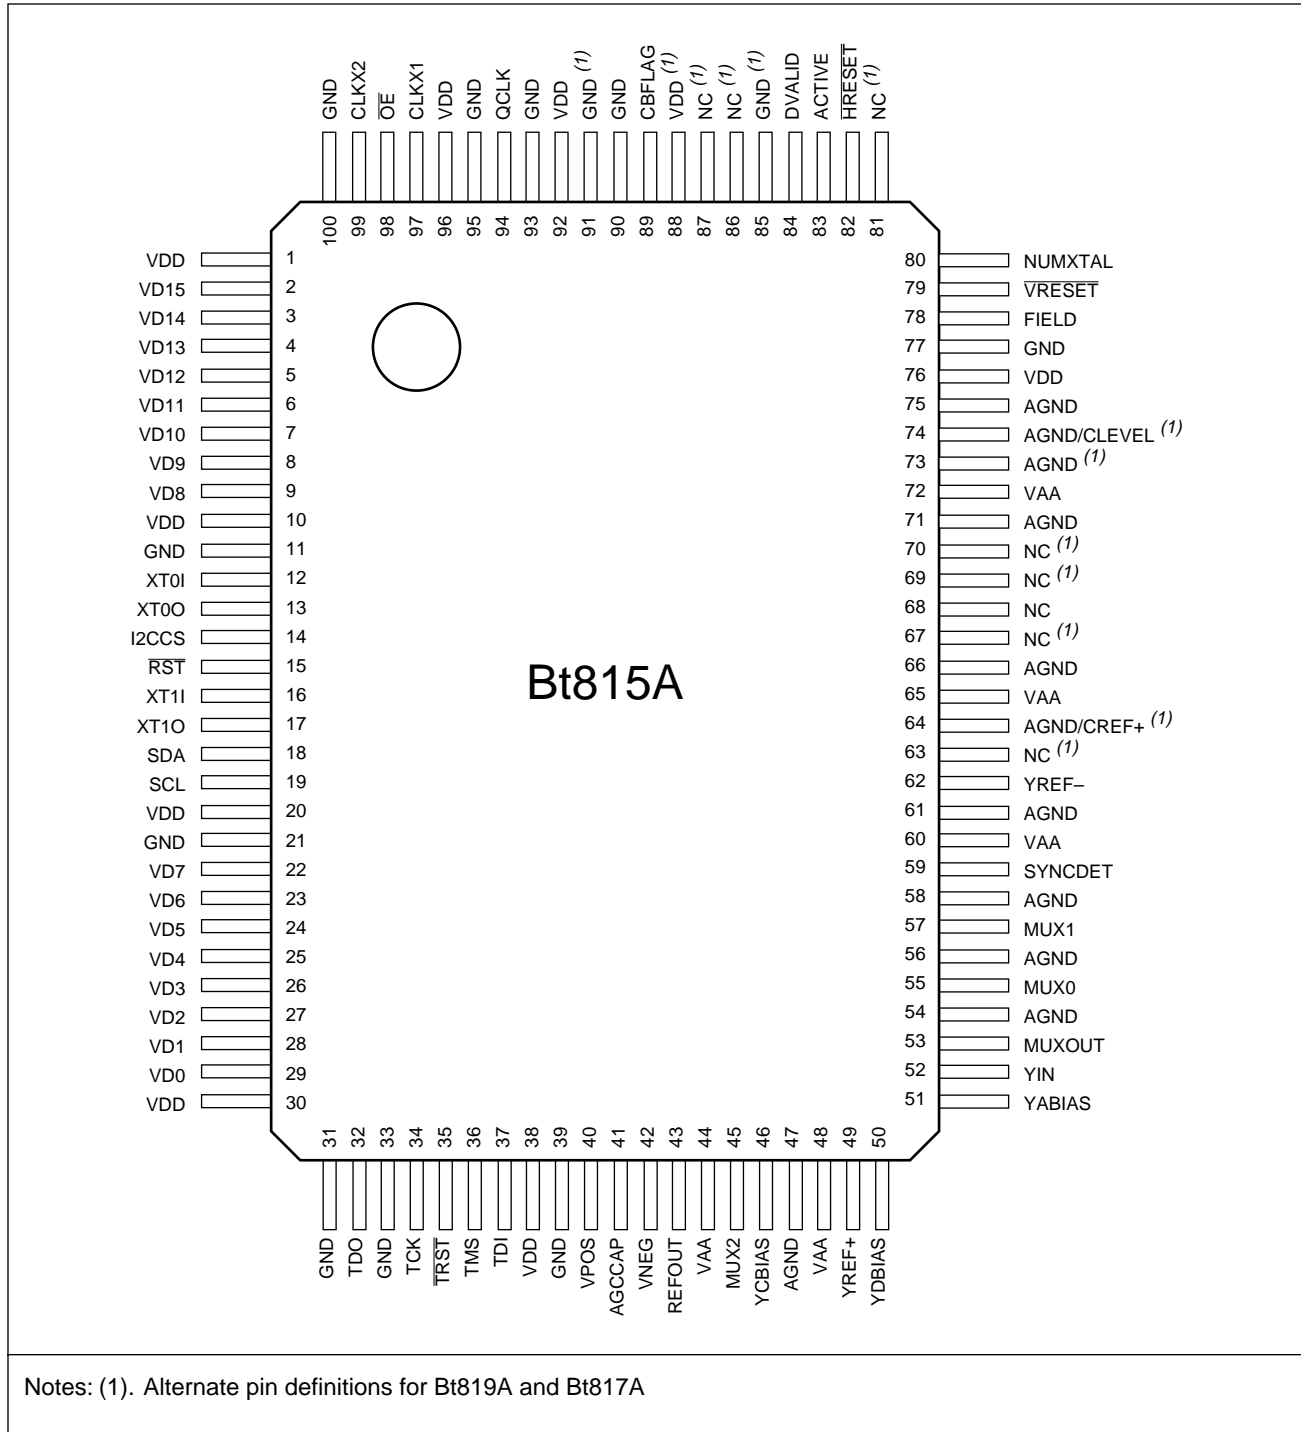 GND CLKX2 OE CLKX1 VDD GND QCLK GND VDD GND (1) GND CBFLAG VDD (1) NC (1) NC (1) GND (1) DVALID ACTIVE HRESET NC (1)
100 99 98 97 96 95 94 93 92 91 90 89 88 87 86 85 84 83 82 81
VDD 1 80 NUMXTAL
VD15 2 79 VRESET
VD14 3 78 FIELD
VD13 4 77 GND
VD12 5 76 VDD
VD11 6 75 AGND
VD10 7 74 AGND/CLEVEL (1)
VD9 8 73 AGND (1)
VD8 9 72 VAA
VDD 10 71 AGND
GND 11 70 NC (1)
XT0I 12 69 NC (1)
XT0O 13 68 NC
I2CCS 14 67 NC (1)
RST 15 66 AGND
Bt815A
XT1I 16 65 VAA
XT1O 17 64 AGND/CREF+ (1)
SDA 18 63 NC (1)
SCL 19 62 YREF–
VDD 20 61 AGND
GND 21 60 VAA
VD7 22 59 SYNCDET
VD6 23 58 AGND
VD5 24 57 MUX1
VD4 25 56 AGND
VD3 26 55 MUX0
VD2 27 54 AGND
VD1 28 53 MUXOUT
VD0 29 52 YIN
VDD 30 51 YABIAS
31 32 33 34 35 36 37 38 39 40 41 42 43 44 45 46 47 48 49 50
GND TDO GND TCK TRST TMS TDI VDD GND VPOS AGCCAP VNEG REFOUT VAA MUX2 YCBIAS AGND VAA YREF+ YDBIAS
Notes: (1). Alternate pin definitions for Bt819A and Bt817A